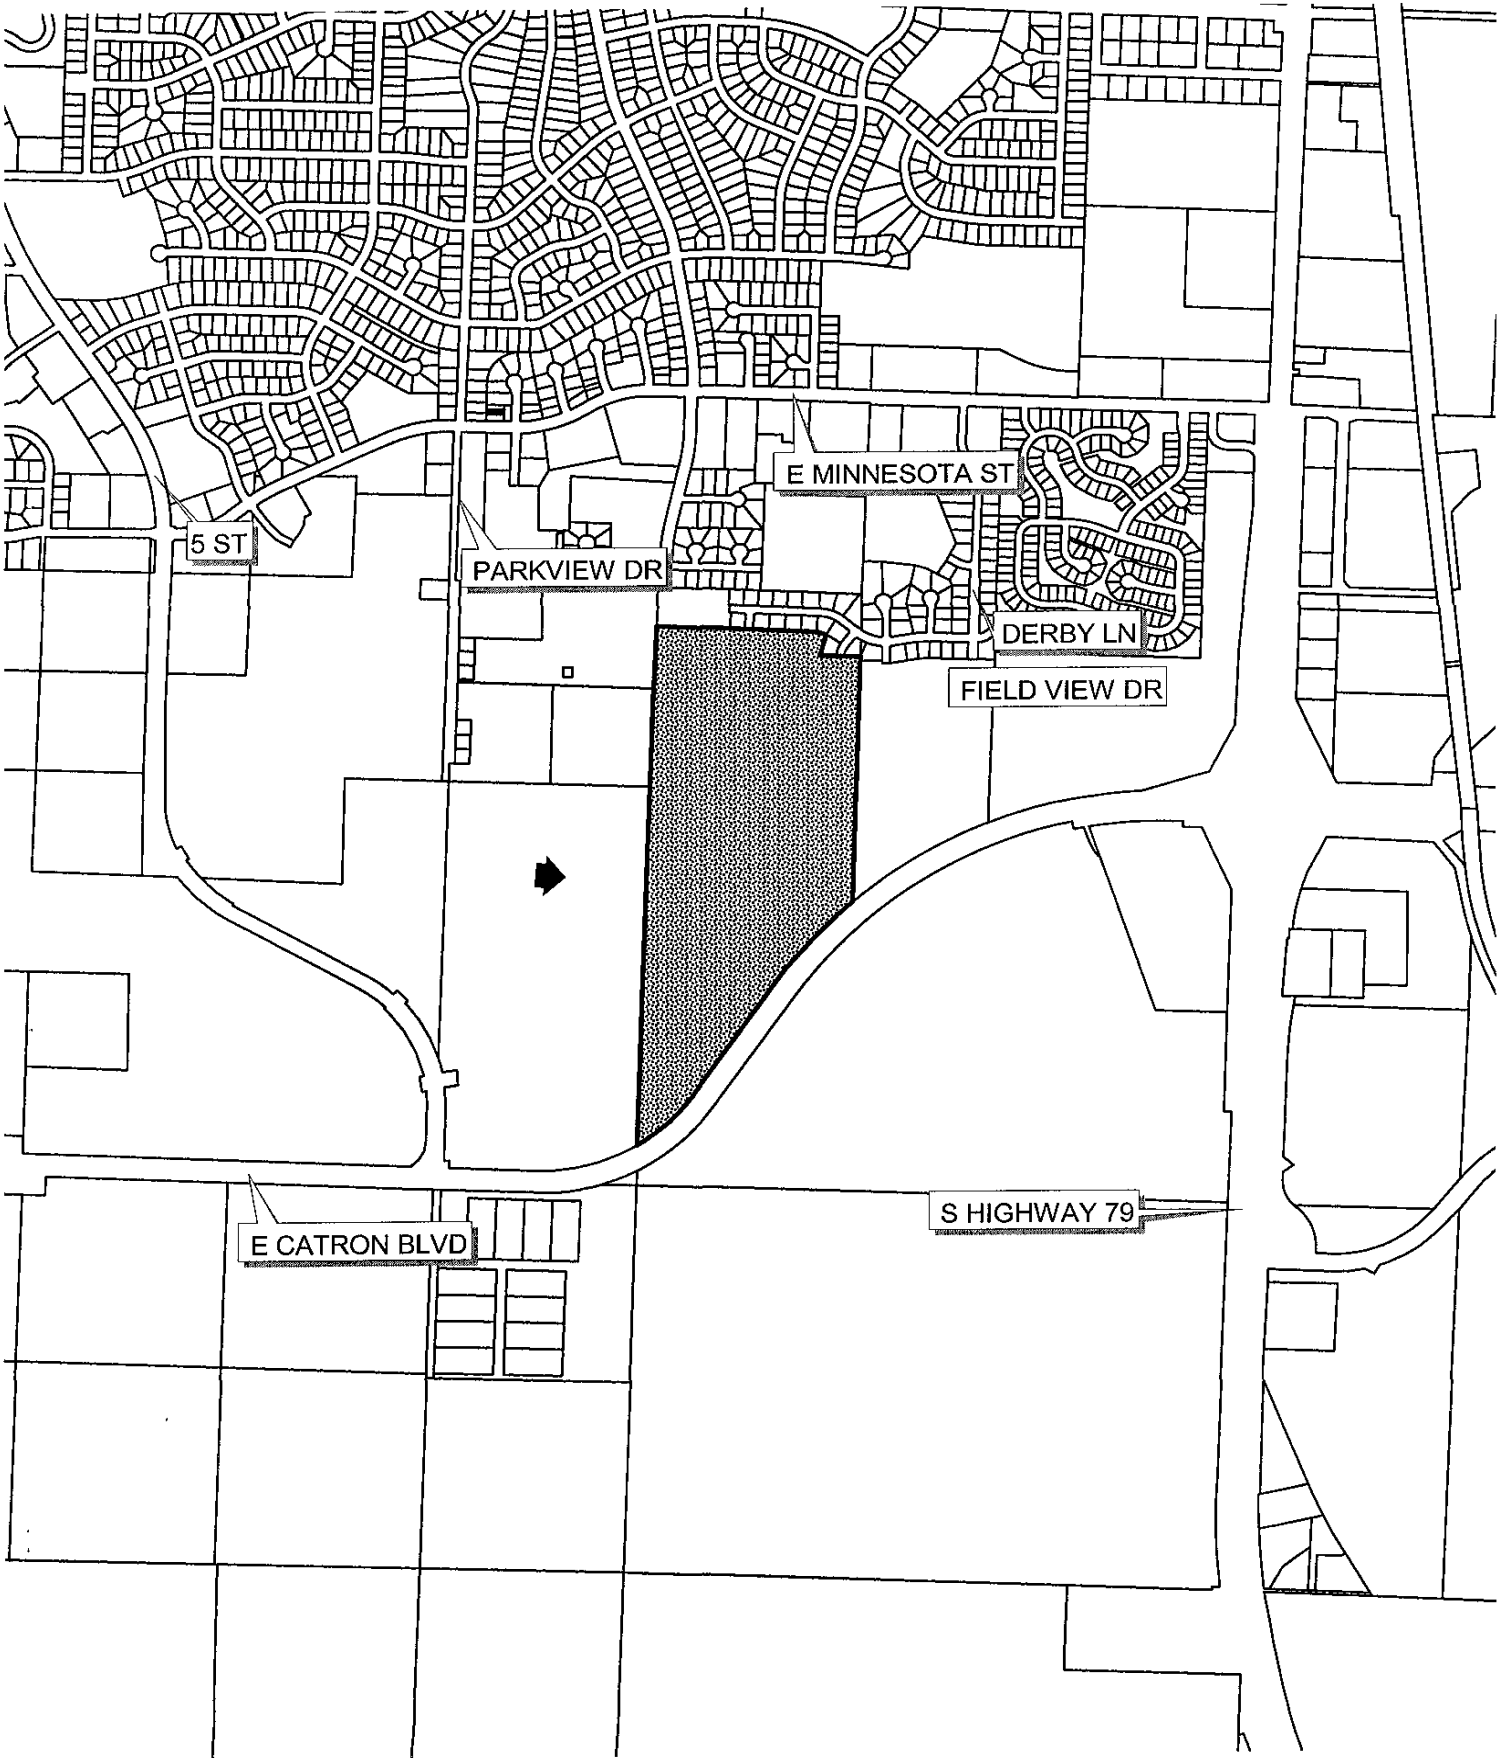 E MINNESOTA ST
5 ST
PARKVIEW DR
DERBY LN
FIELD VIEW DR
S HIGHWAY 79
E CATRON BLVD